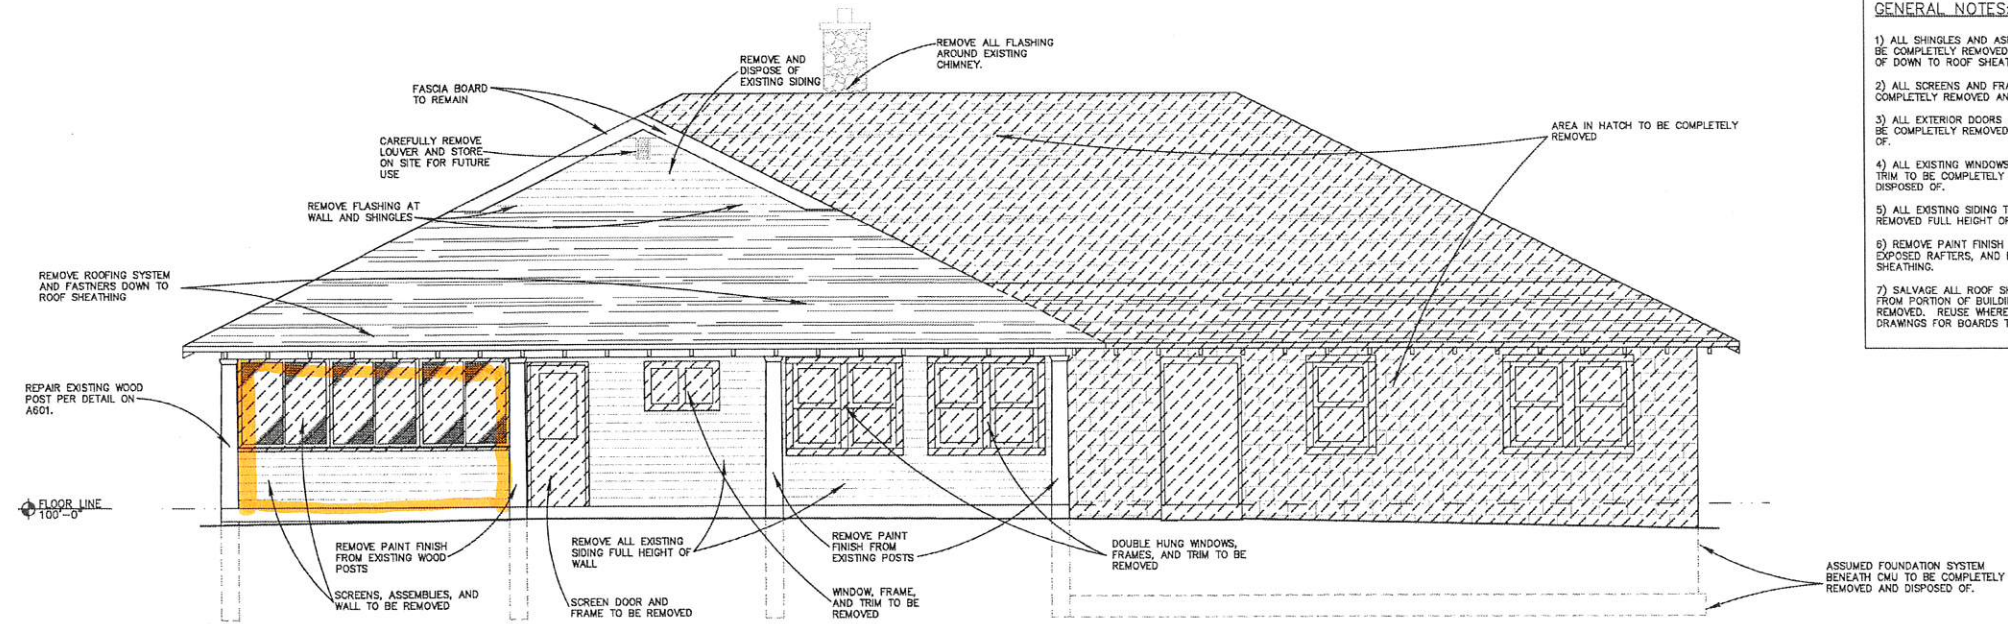 REMOVE ALL FLASHING
AROUND EXISTING
CHIMNEY.
REMOVE AND
DISPOSE OF
EXISTING SIDING
FASCIA BOARD
TO REMAIN
CAREFULLY REMOVE
LOUVER AND STORE
ON SITE FOR FUTURE
USE
REMOVE FLASHING AT
WALL AND SHINGLES
REMOVE ROOFING SYSTEM
AND FASTNERS DOWN TO
ROOF SHEATHING
REPAIR EXISTING WOOD
POST PER DETAIL ON
A601.
FLOOR LINE
100'-0"
REMOVE PAINT FINISH
FROM EXISTING WOOD
POSTS
SCREENS, ASSEMBLIES, AND
WALL TO BE REMOVED
REMOVE ALL EXISTING
SIDING FULL HEIGHT OF
WALL
SCREEN DOOR AND
FRAME TO BE REMOVED
REMOVE PAINT
FINISH FROM
EXISTING POSTS
WINDOW, FRAME,
AND TRIM TO BE
REMOVED
DOUBLE HUNG WINDOWS,
FRAMES, AND TRIM TO BE
REMOVED
AREA IN HATCH TO BE COMPLETELY
REMOVED
ASSUMED FOUNDATION SYSTEM
BENEATH CMU TO BE COMPLETELY
REMOVED AND DISPOSED OF.
GENERAL NOTES:
1) ALL SHINGLES AND
BE COMPLETELY REMOVED
OF DOWN TO ROOF
2) ALL SCREENS AND
COMPLETELY REMOVED
3) ALL EXTERIOR DOORS
BE COMPLETELY REMOVED
OF.
4) ALL EXISTING WINDOWS
TRIM TO BE COMPLETELY
DISPOSED OF.
5) ALL EXISTING SIDING
REMOVED FULL HEIGHT
6) REMOVE PAINT FINISH
EXPOSED RAFTERS, AND
SHEATHING.
7) SALVAGE ALL ROOF
FROM PORTION OF
REMOVED. REUSE WHERE
DRAWINGS FOR BOARDS